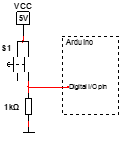 VCC
5V
S1
Arduino
Digital I/O pin
1kΩ